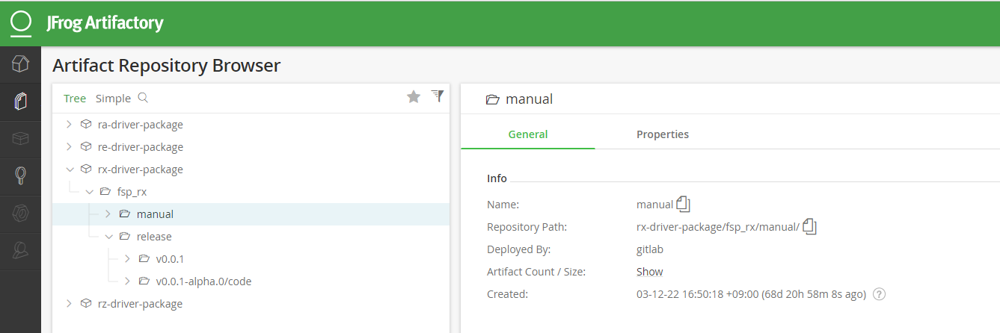 JFrog Artifactory
Artifact Repository Browser
Tree Simple
ra-driver-package
re-driver-package
rx-driver-package
fsp_rx
manual
release
v0.0.1
v0.0.1-alpha.0/code
rz-driver-package
manual
General Properties
Info
Name: manual
Repository Path: rx-driver-package/fsp_rx/manual/
Deployed By: gitlab
Artifact Count / Size: Show
Created: 03-12-22 16:50:18 +09:00 (68d 20h 58m 8s ago) ?